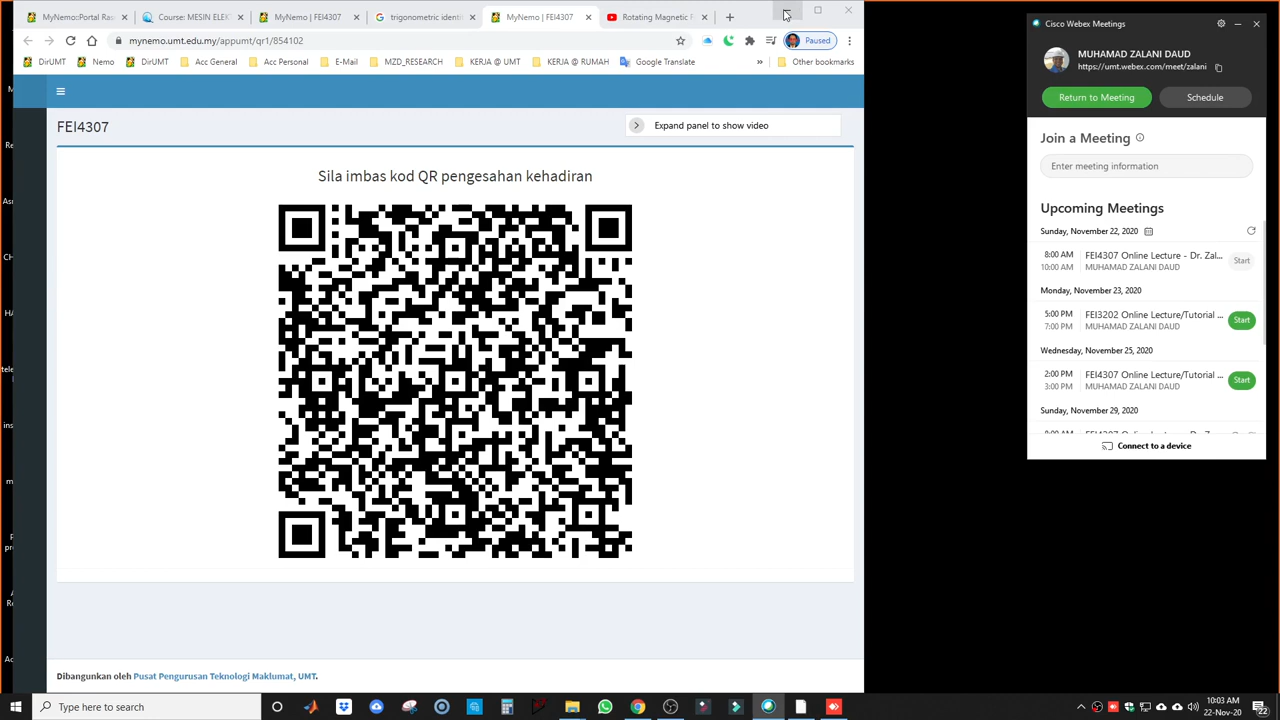 MyNemo::Portal Ras
Course: MESIN ELEK
MyNemo | FEI4307
trigonometric identi
MyNemo | FEI4307
Rotating Magnetic F
mynemo.umt.edu.my/appumt/qr1/854102
Paused
DirUMT
Nemo
DirUMT
Acc General
Acc Personal
E-Mail
MZD_RESEARCH
KERJA @ UMT
KERJA @ RUMAH
Google Translate
»
Other bookmarks
FEI4307
Expand panel to show video
Sila imbas kod QR pengesahan kehadiran
Dibangunkan oleh Pusat Pengurusan Teknologi Maklumat, UMT.
Cisco Webex Meetings
MUHAMAD ZALANI DAUD
https://umt.webex.com/meet/zalani
Return to Meeting
Schedule
Join a Meeting
Enter meeting information
Upcoming Meetings
Sunday, November 22, 2020
8:00 AM FEI4307 Online Lecture - Dr. Zal... Start
10:00 AM MUHAMAD ZALANI DAUD
Monday, November 23, 2020
5:00 PM FEI3202 Online Lecture/Tutorial ... Start
7:00 PM MUHAMAD ZALANI DAUD
Wednesday, November 25, 2020
2:00 PM FEI4307 Online Lecture/Tutorial ... Start
3:00 PM MUHAMAD ZALANI DAUD
Sunday, November 29, 2020
Connect to a device
Type here to search
10:03 AM
22-Nov-20
22